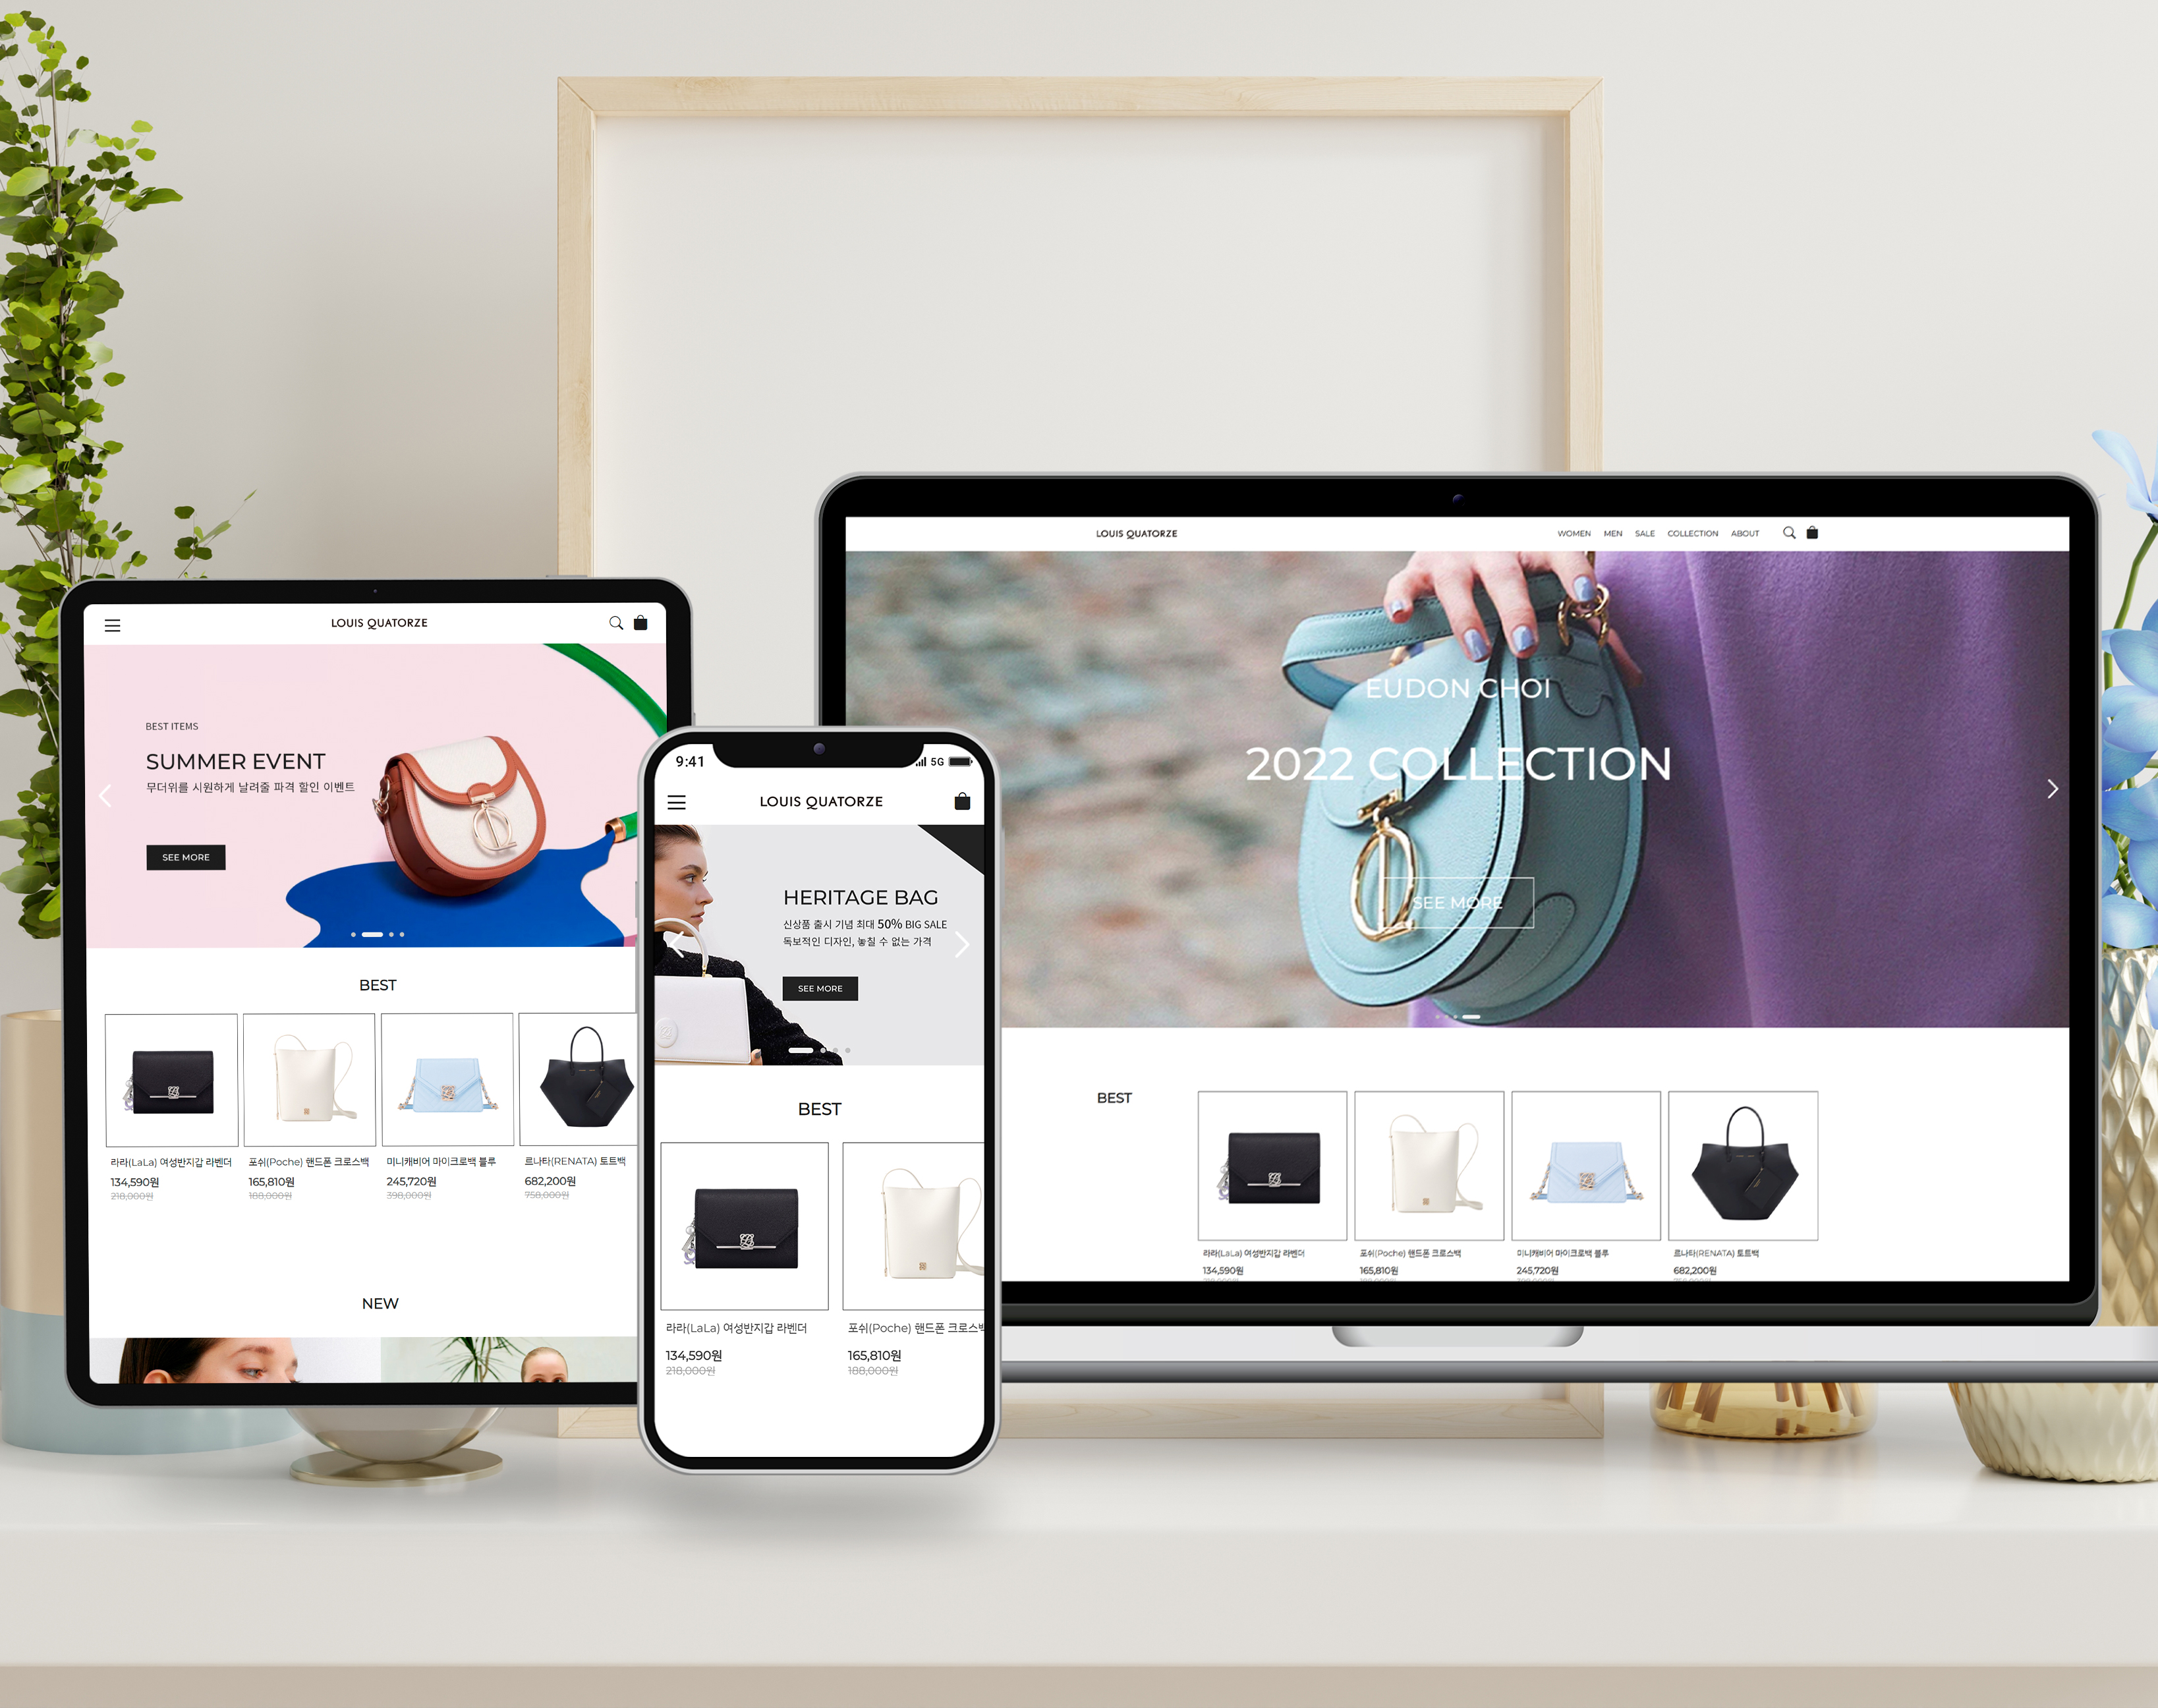 LOUIS QUATORZE
BEST ITEMS
SUMMER EVENT
무더위를 시원하게 날려줄 파격 할인 이벤트
SEE MORE
BEST
라라(LaLa) 여성반지갑 라벤더
134,590원
218,000원
포쉬(Poche) 핸드폰 크로스백
165,810원
188,000원
미니캐비어 마이크로백 블루
245,720원
398,000원
르나타(RENATA) 토트백
682,200원
758,000원
NEW
9:41
5G
LOUIS QUATORZE
HERITAGE BAG
신상품 출시 기념 최대 50% BIG SALE
독보적인 디자인, 놓칠 수 없는 가격
SEE MORE
BEST
라라(LaLa) 여성반지갑 라벤더
134,590원
218,000원
포쉬(Poche) 핸드폰 크로스백
165,810원
188,000원
LOUIS QUATORZE
WOMEN MEN SALE COLLECTION ABOUT
EUDON CHOI
2022 COLLECTION
SEE MORE
BEST
라라(LaLa) 여성반지갑 라벤더
134,590원
포쉬(Poche) 핸드폰 크로스백
165,810원
미니캐비어 마이크로백 블루
245,720원
르나타(RENATA) 토트백
682,200원